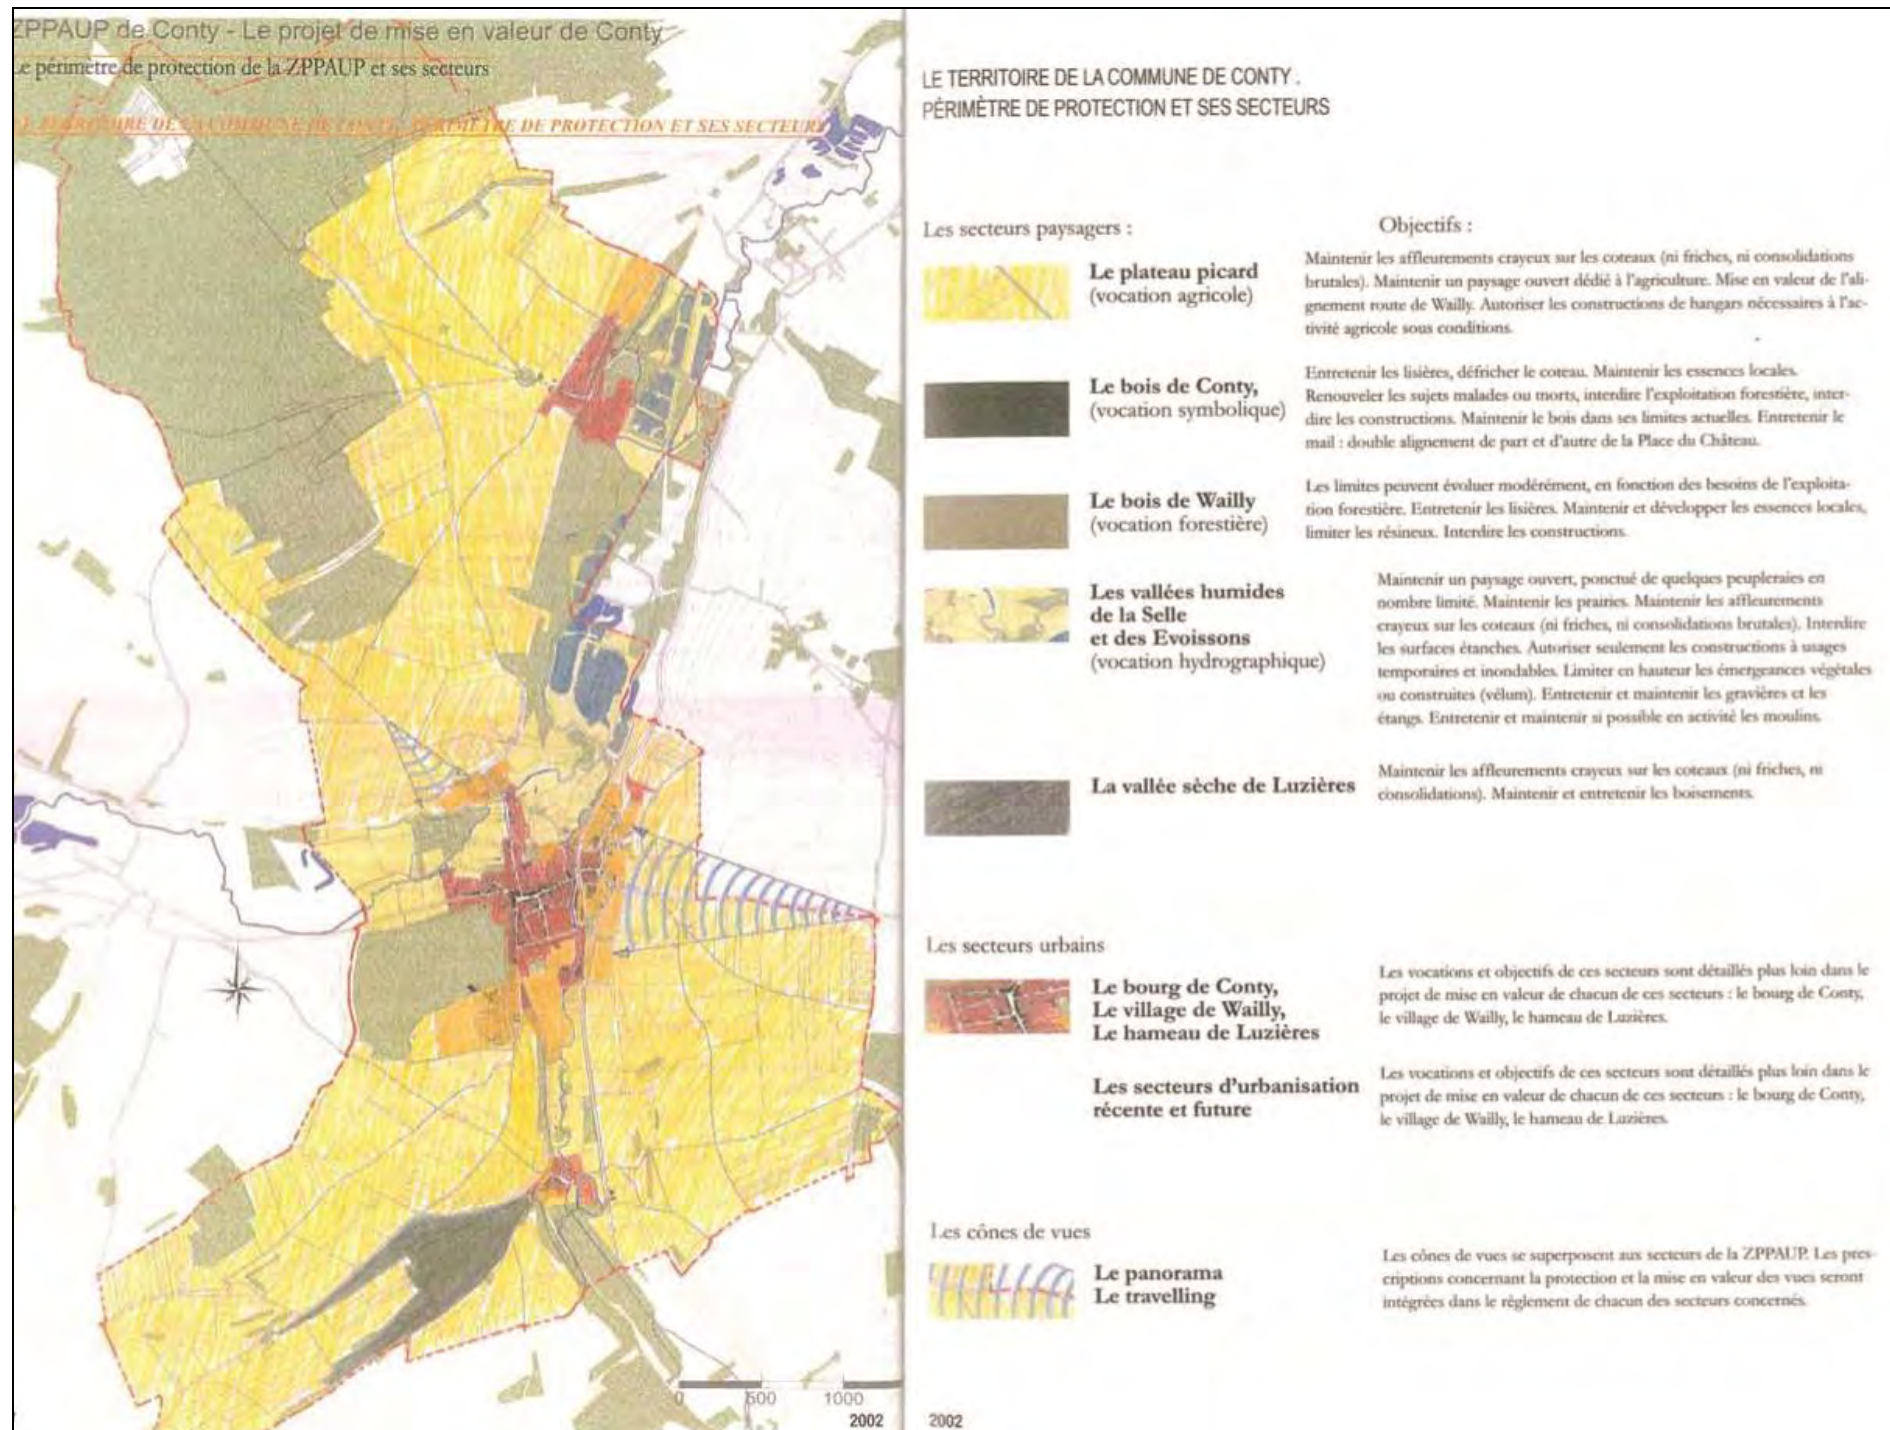 ZPPAUP de Conty - Le projet de mise en valeur de Conty
Le périmètre de protection de la ZPPAUP et ses secteurs
LE TERRITOIRE DE LA COMMUNE DE CONTY. PÉRIMÈTRE DE PROTECTION ET SES SECTEURS
0 500 1000
2002
LE TERRITOIRE DE LA COMMUNE DE CONTY .
PÉRIMÈTRE DE PROTECTION ET SES SECTEURS
Les secteurs paysagers :
Objectifs :
Le plateau picard
(vocation agricole)
Maintenir les affleurements crayeux sur les coteaux (ni friches, ni consolidations
brutales). Maintenir un paysage ouvert dédié à l'agriculture. Mise en valeur de l'ali-
gnement route de Wailly. Autoriser les constructions de hangars nécessaires à l'ac-
tivité agricole sous conditions.
Le bois de Conty,
(vocation symbolique)
Entretenir les lisières, défricher le coteau. Maintenir les essences locales.
Renouveler les sujets malades ou morts, interdire l'exploitation forestière, inter-
dire les constructions. Maintenir le bois dans ses limites actuelles. Entretenir le
mail : double alignement de part et d'autre de la Place du Château.
Le bois de Wailly
(vocation forestière)
Les limites peuvent évoluer modérément, en fonction des besoins de l'exploita-
tion forestière. Entretenir les lisières. Maintenir et développer les essences locales,
limiter les résineux. Interdire les constructions.
Les vallées humides
de la Selle
et des Evoissons
(vocation hydrographique)
Maintenir un paysage ouvert, ponctué de quelques peupleraies en
nombre limité. Maintenir les prairies. Maintenir les affleurements
crayeux sur les coteaux (ni friches, ni consolidations brutales). Interdire
les surfaces étanches. Autoriser seulement les constructions à usages
temporaires et inondables. Limiter en hauteur les émergeances végétales
ou construites (vélum). Entretenir et maintenir les gravières et les
étangs. Entretenir et maintenir si possible en activité les moulins.
La vallée sèche de Luzières
Maintenir les affleurements crayeux sur les coteaux (ni friches, ni
consolidations). Maintenir et entretenir les boisements.
Les secteurs urbains
Le bourg de Conty,
Le village de Wailly,
Le hameau de Luzières
Les vocations et objectifs de ces secteurs sont détaillés plus loin dans le
projet de mise en valeur de chacun de ces secteurs : le bourg de Conty,
le village de Wailly, le hameau de Luzières.
Les secteurs d'urbanisation
récente et future
Les vocations et objectifs de ces secteurs sont détaillés plus loin dans le
projet de mise en valeur de chacun de ces secteurs : le bourg de Conty,
le village de Wailly, le hameau de Luzières.
Les cônes de vues
Le panorama
Le travelling
Les cônes de vues se superposent aux secteurs de la ZPPAUP. Les pres-
criptions concernant la protection et la mise en valeur des vues seront
intégrées dans le règlement de chacun des secteurs concernés.
2002